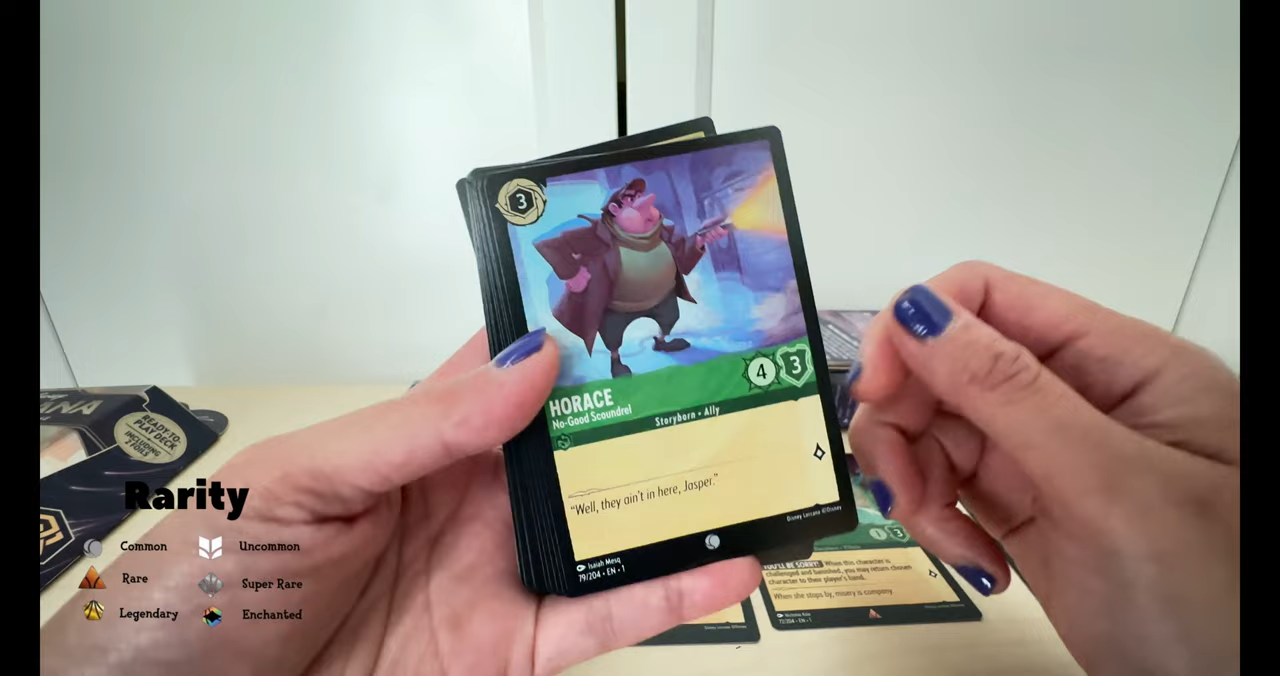 3
HORACE
No-Good Scoundrel
4
3
Storyborn • Ally
"Well, they ain't in here, Jasper."
Isaiah Mesq
79/204 • EN • 1
Disney Lorcana ©Disney
READY-TO-
PLAY DECK
INCLUDING
2 FOILS
1
3
YOU'LL BE SORRY! When this character is
challenged and banished, you may return chosen
character to their player's hand.
When she stops by, misery is company.
72/204 • EN • 1
Rarity
Common
Uncommon
Rare
Super Rare
Legendary
Enchanted